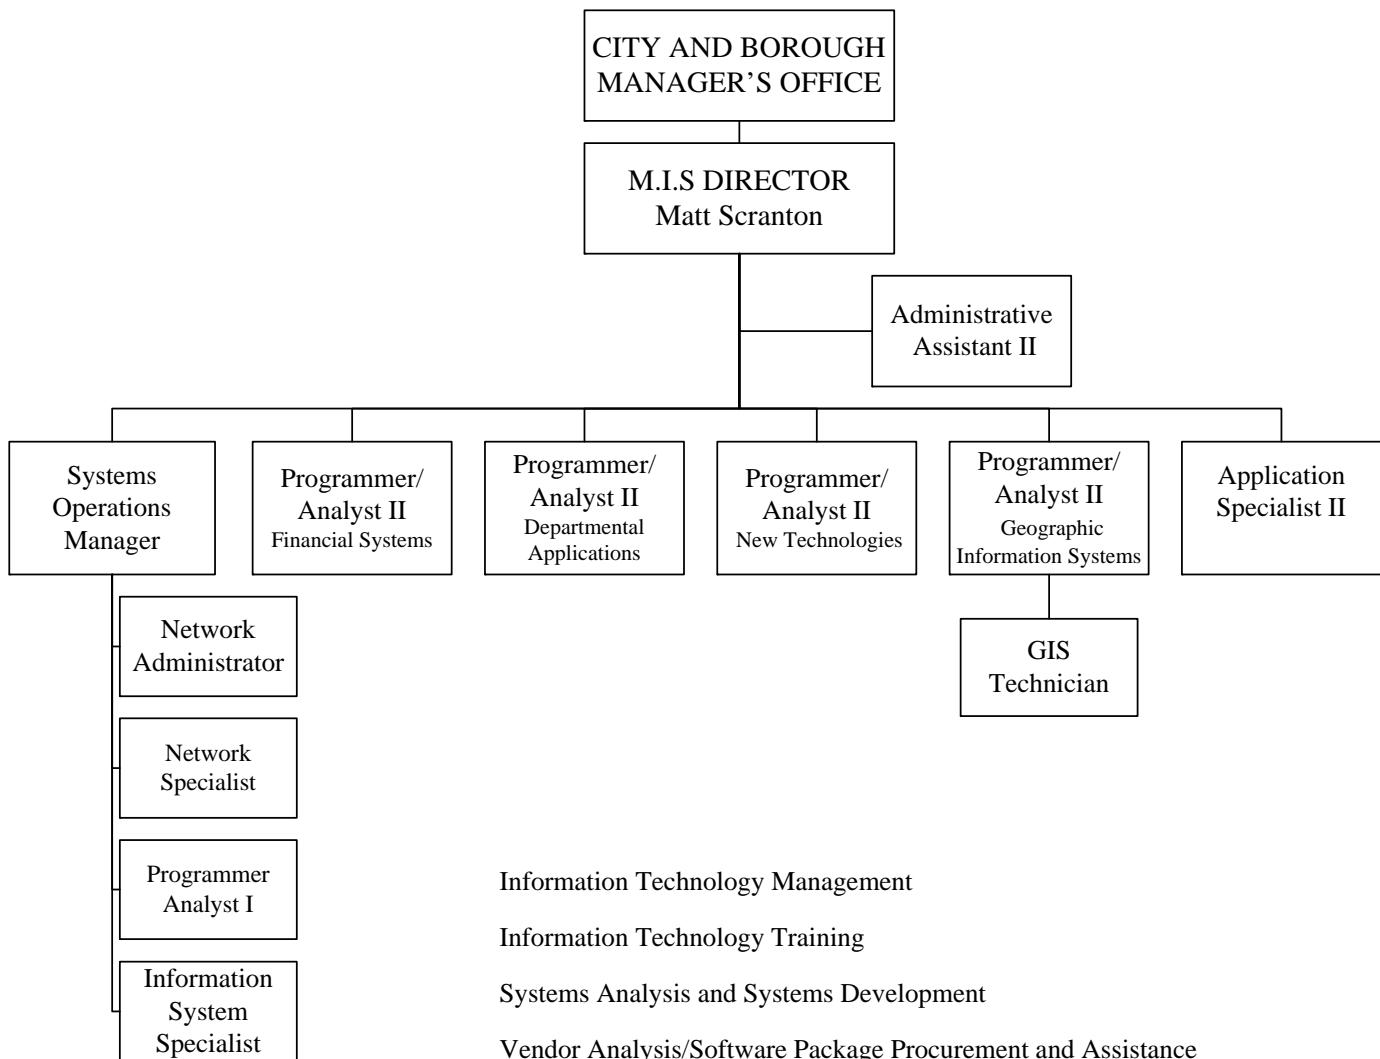 CITY AND BOROUGH
MANAGER’S OFFICE
M.I.S DIRECTOR
Matt Scranton
Administrative
Assistant II
Systems
Operations
Manager
Programmer/
Analyst II
Financial Systems
Programmer/
Analyst II
Departmental
Applications
Programmer/
Analyst II
New Technologies
Programmer/
Analyst II
Geographic
Information Systems
Application
Specialist II
Network
Administrator
GIS
Technician
Network
Specialist
Programmer
Analyst I
Information
System
Specialist
Information Technology Management
Information Technology Training
Systems Analysis and Systems Development
Vendor Analysis/Software Package Procurement and Assistance